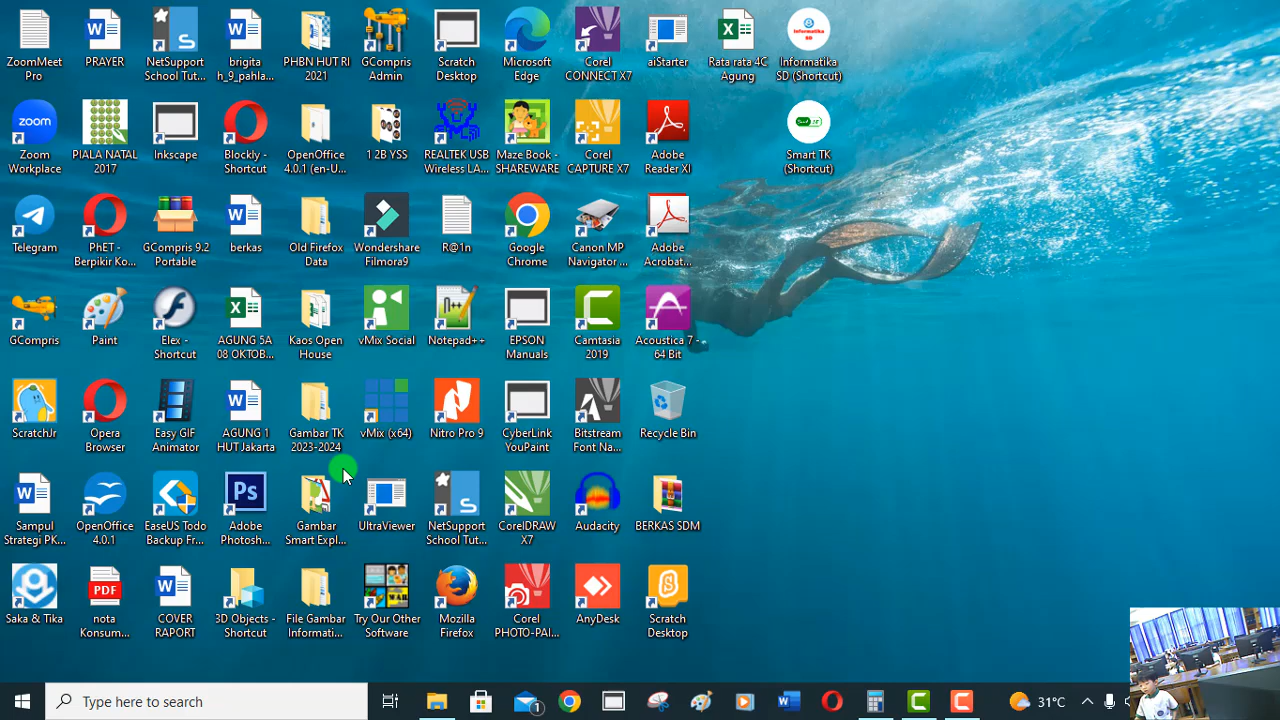 ZoomMeet
Pro
PRAYER
NetSupport
School Tut...
brigita
h_9_pahla...
PHBN HUT RI
2021
GCompris
Admin
Scratch
Desktop
Microsoft
Edge
Corel
CONNECT X7
aiStarter
Rata rata 4C
Agung
Informatika
Informatika
SD (Shortcut)
zoom
Zoom
Workplace
PIALA NATAL
2017
Inkscape
Blockly -
Shortcut
OpenOffice
4.0.1 (en-U...
1 2B YSS
REALTEK USB
Wireless LA...
Maze Book -
SHAREWARE
Corel
CAPTURE X7
Adobe
Reader XI
Smart TK
(Shortcut)
Telegram
PhET -
Berpikir Ko...
GCompris 9.2
Portable
berkas
Old Firefox
Data
Wondershare
Filmora9
R@1n
Google
Chrome
Canon MP
Navigator ...
Adobe
Acrobat...
GCompris
Paint
Elex -
Shortcut
AGUNG 5A
08 OKTOB...
Kaos Open
House
vMix Social
Notepad++
EPSON
Manuals
Camtasia
2019
Acoustica 7 -
64 Bit
ScratchJr
Opera
Browser
Easy GIF
Animator
AGUNG 1
HUT Jakarta
Gambar TK
2023-2024
vMix (x64)
Nitro Pro 9
CyberLink
YouPaint
Bitstream
Font Na...
Recycle Bin
Sampul
Strategi PK...
OpenOffice
4.0.1
EaseUS Todo
Backup Fr...
Ps
Adobe
Photosh...
Gambar
Smart Expl...
UltraViewer
NetSupport
School Tut...
CorelDRAW
X7
Audacity
BERKAS SDM
Saka & Tika
PDF
nota
Konsum...
COVER
RAPORT
3D Objects -
Shortcut
File Gambar
Informati...
Try Our Other
Software
Mozilla
Firefox
Corel
PHOTO-PAI...
AnyDesk
Scratch
Desktop
Type here to search
1
31°C